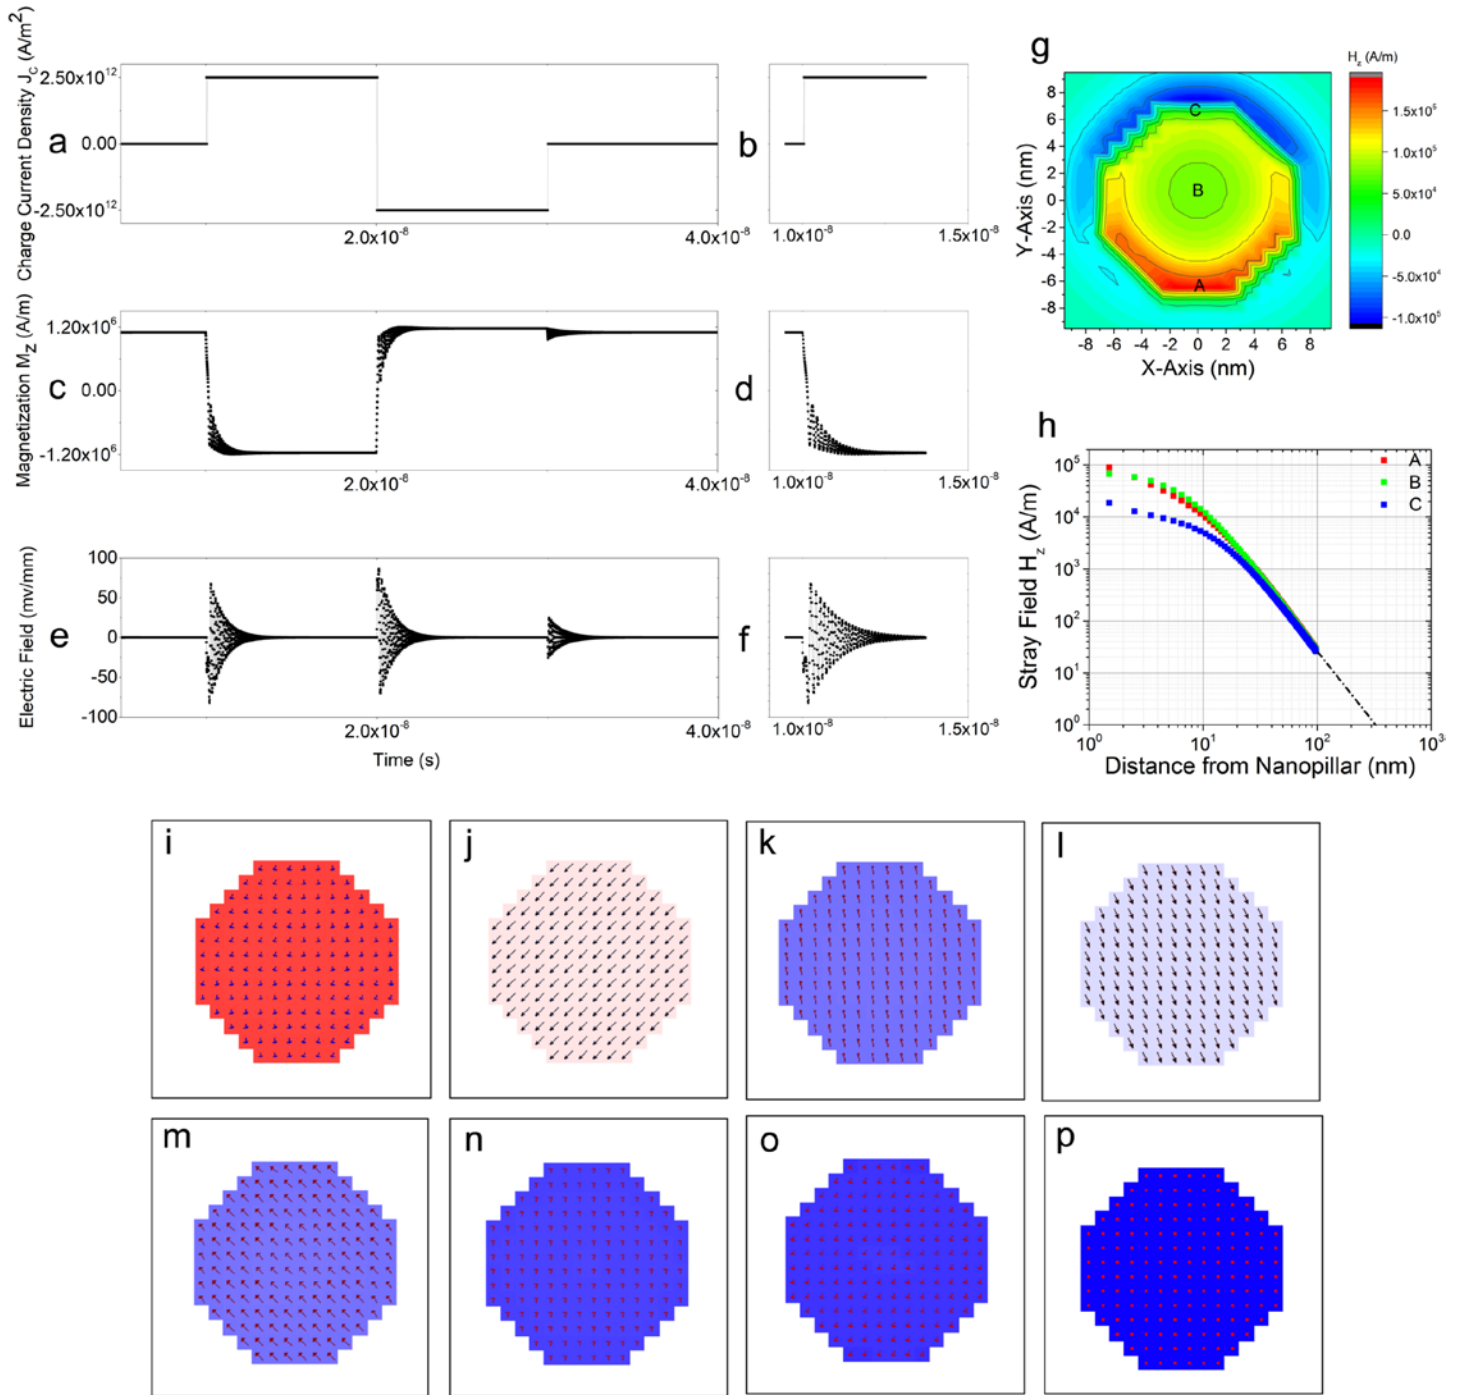 Charge Current Density J_c (A/m²)
a
2.50x10¹²
0.00
-2.50x10¹²
2.0x10⁻⁸
4.0x10⁻⁸
b
1.0x10⁻⁸
1.5x10⁻⁸
Magnetization M_z (A/m)
c
1.20x10⁶
0.00
-1.20x10⁶
2.0x10⁻⁸
4.0x10⁻⁸
d
1.0x10⁻⁸
1.5x10⁻⁸
Electric Field (mv/mm)
e
100
50
0
-50
-100
2.0x10⁻⁸
4.0x10⁻⁸
Time (s)
f
1.0x10⁻⁸
1.5x10⁻⁸
g
H_z (A/m)
Y-Axis (nm)
8
6
4
2
0
-2
-4
-6
-8
C
B
A
-8 -6 -4 -2 0 2 4 6 8
X-Axis (nm)
1.5x10⁵
1.0x10⁵
5.0x10⁴
0.0
-5.0x10⁴
-1.0x10⁵
h
Stray Field H_z (A/m)
10⁵
10⁴
10³
10²
10¹
10⁰
A
B
C
10⁰ 10¹ 10² 10³
Distance from Nanopillar (nm)
i j k l
m n o p